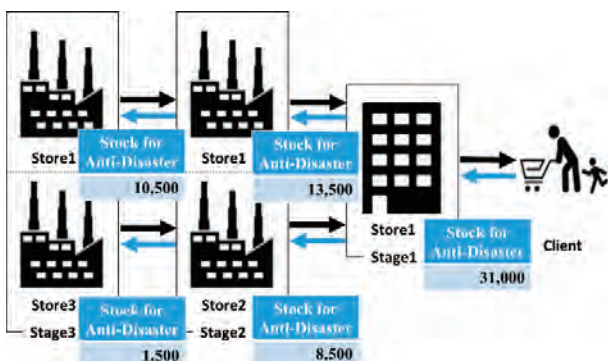 Store1
Stock for
Anti-Disaster
10,500
Store1
Stock for
Anti-Disaster
13,500
Store1
Stage1
Stock for
Anti-Disaster
31,000
Client
Store3
Stage3
Stock for
Anti-Disaster
1,500
Store2
Stage2
Stock for
Anti-Disaster
8,500